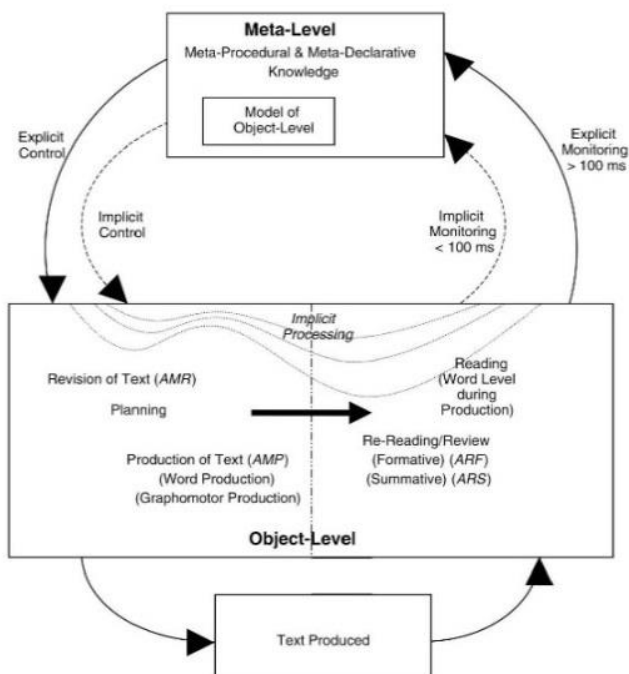 Meta-Level
Meta-Procedural & Meta-Declarative
Knowledge
Model of
Object-Level
Explicit
Control
Implicit
Control
Explicit
Monitoring
> 100 ms
Implicit
Monitoring
< 100 ms
Implicit
Processing
Revision of Text (AMR)
Planning
Production of Text (AMP)
(Word Production)
(Graphomotor Production)
Reading
(Word Level
during
Production)
Re-Reading/Review
(Formative) (ARF)
(Summative) (ARS)
Object-Level
Text Produced